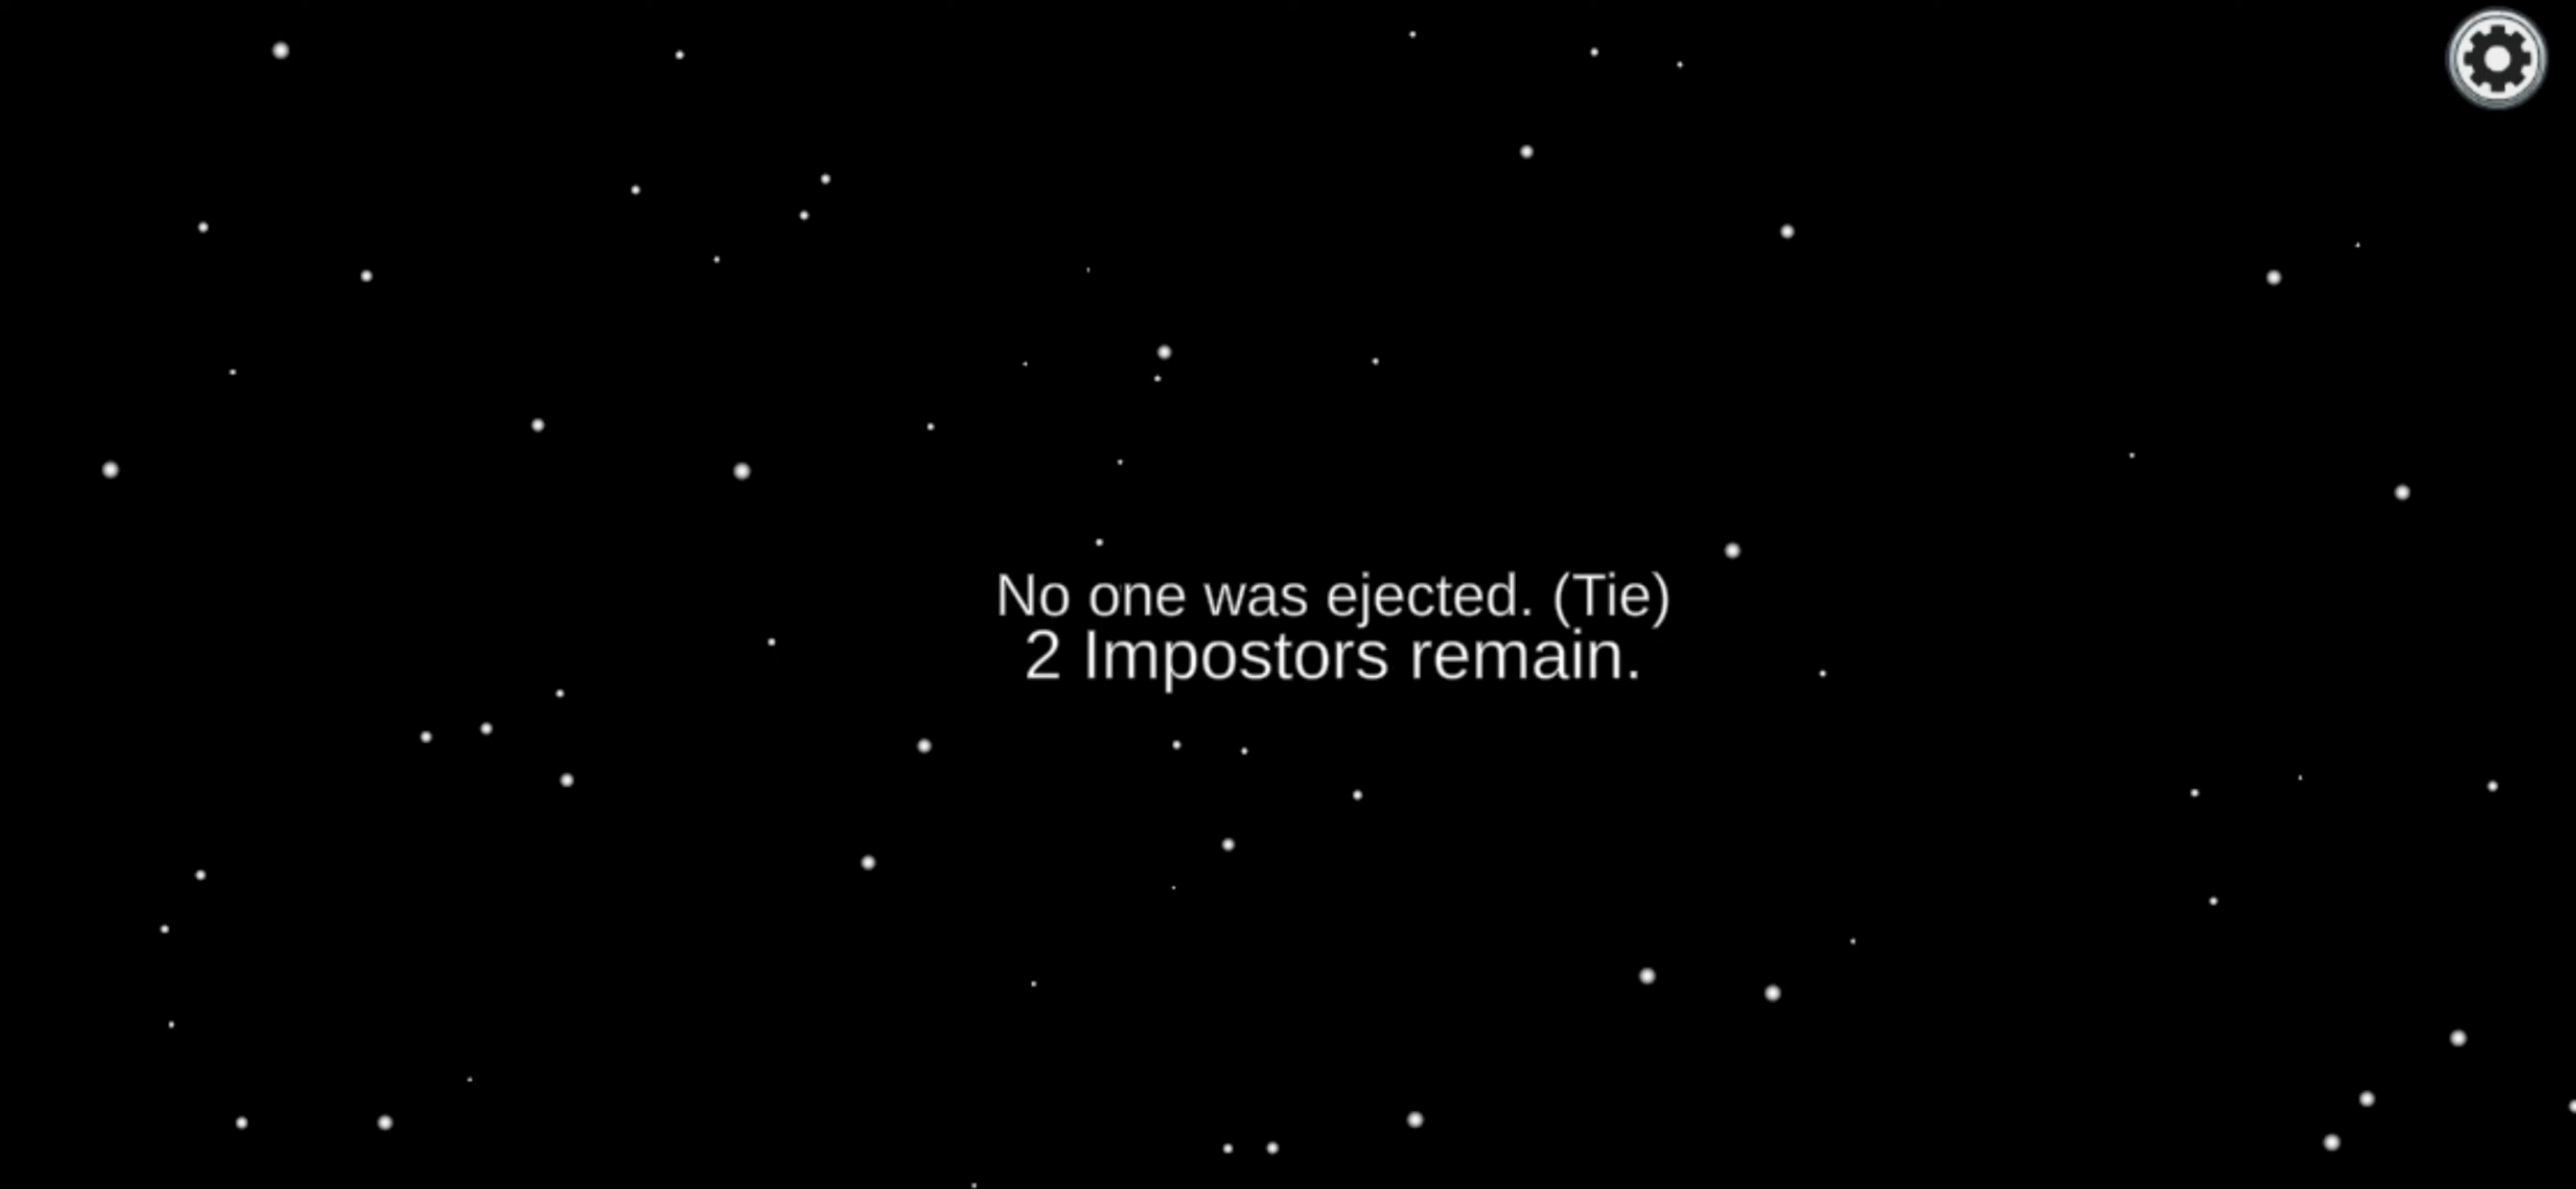 No one was ejected. (Tie)
2 Impostors remain.